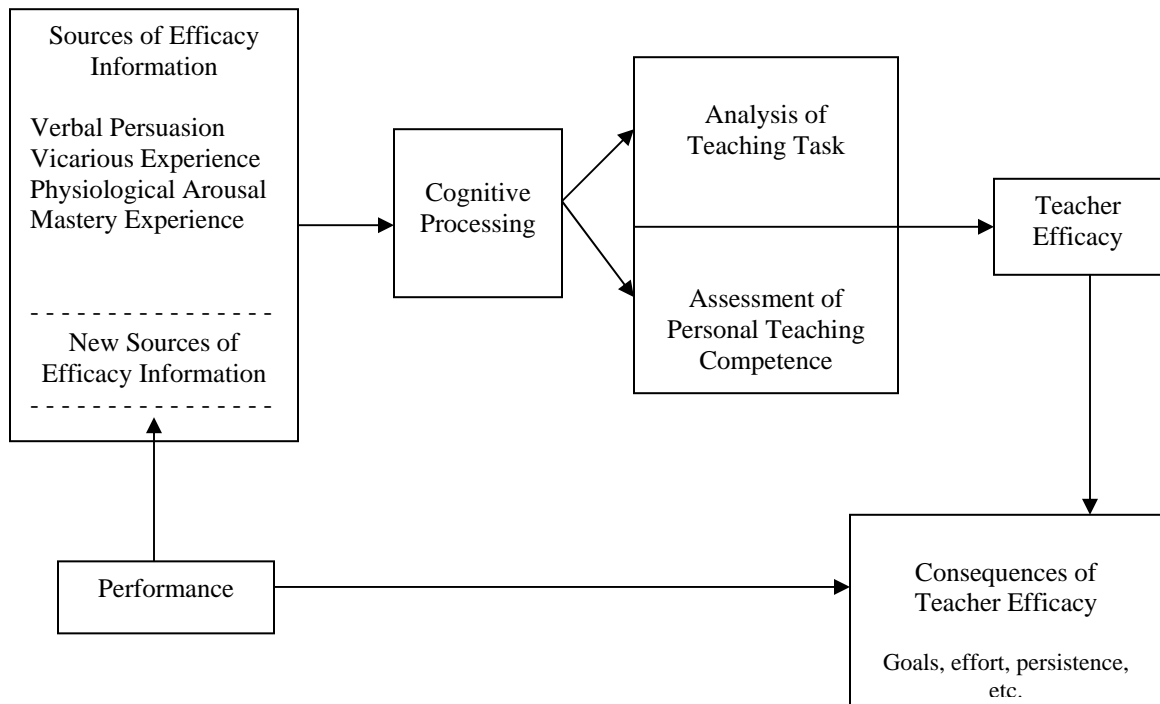 Sources of Efficacy
Information
Verbal Persuasion
Vicarious Experience
Physiological Arousal
Mastery Experience
- - - - - - - - - - - - - - - -
New Sources of
Efficacy Information
- - - - - - - - - - - - - - - -
Cognitive
Processing
Analysis of
Teaching Task
Assessment of
Personal Teaching
Competence
Teacher
Efficacy
Performance
Consequences of
Teacher Efficacy
Goals, effort, persistence,
etc.